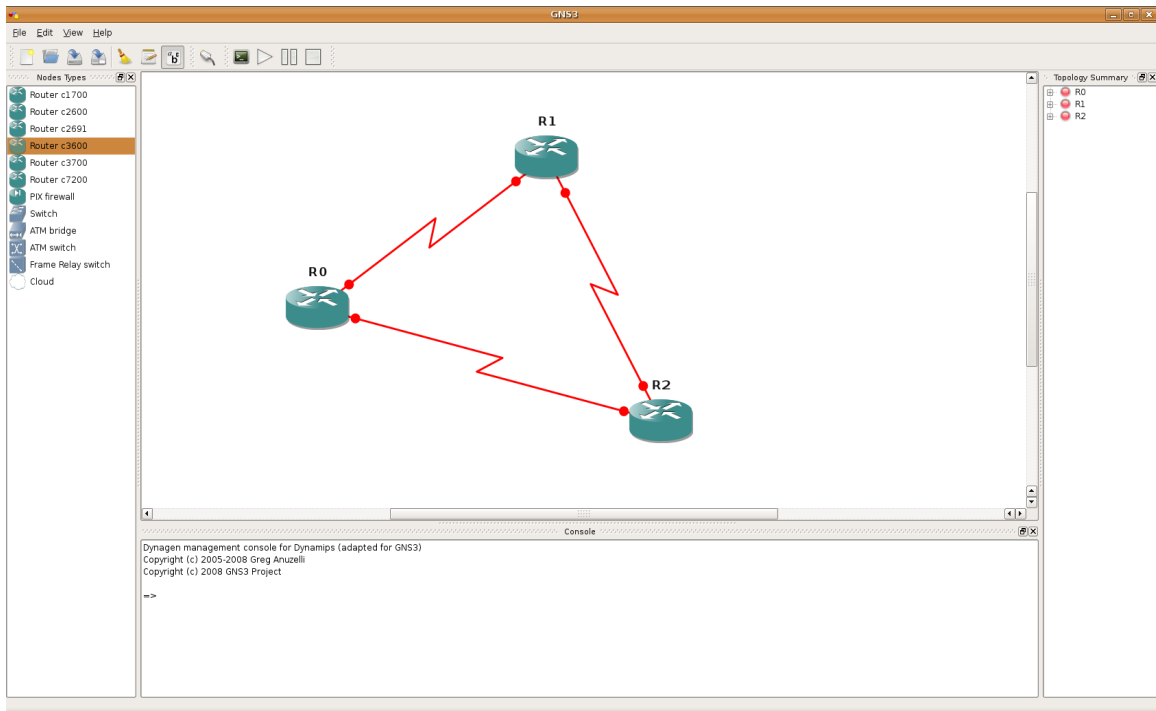 GNS3
File Edit View Help
Nodes Types
Router c1700
Router c2600
Router c2691
Router c3600
Router c3700
Router c7200
PIX firewall
Switch
ATM bridge
ATM switch
Frame Relay switch
Cloud
R1
R0
R2
Topology Summary
R0
R1
R2
Console
Dynagen management console for Dynamips (adapted for GNS3)
Copyright (c) 2005-2008 Greg Anuzelli
Copyright (c) 2008 GNS3 Project
=>